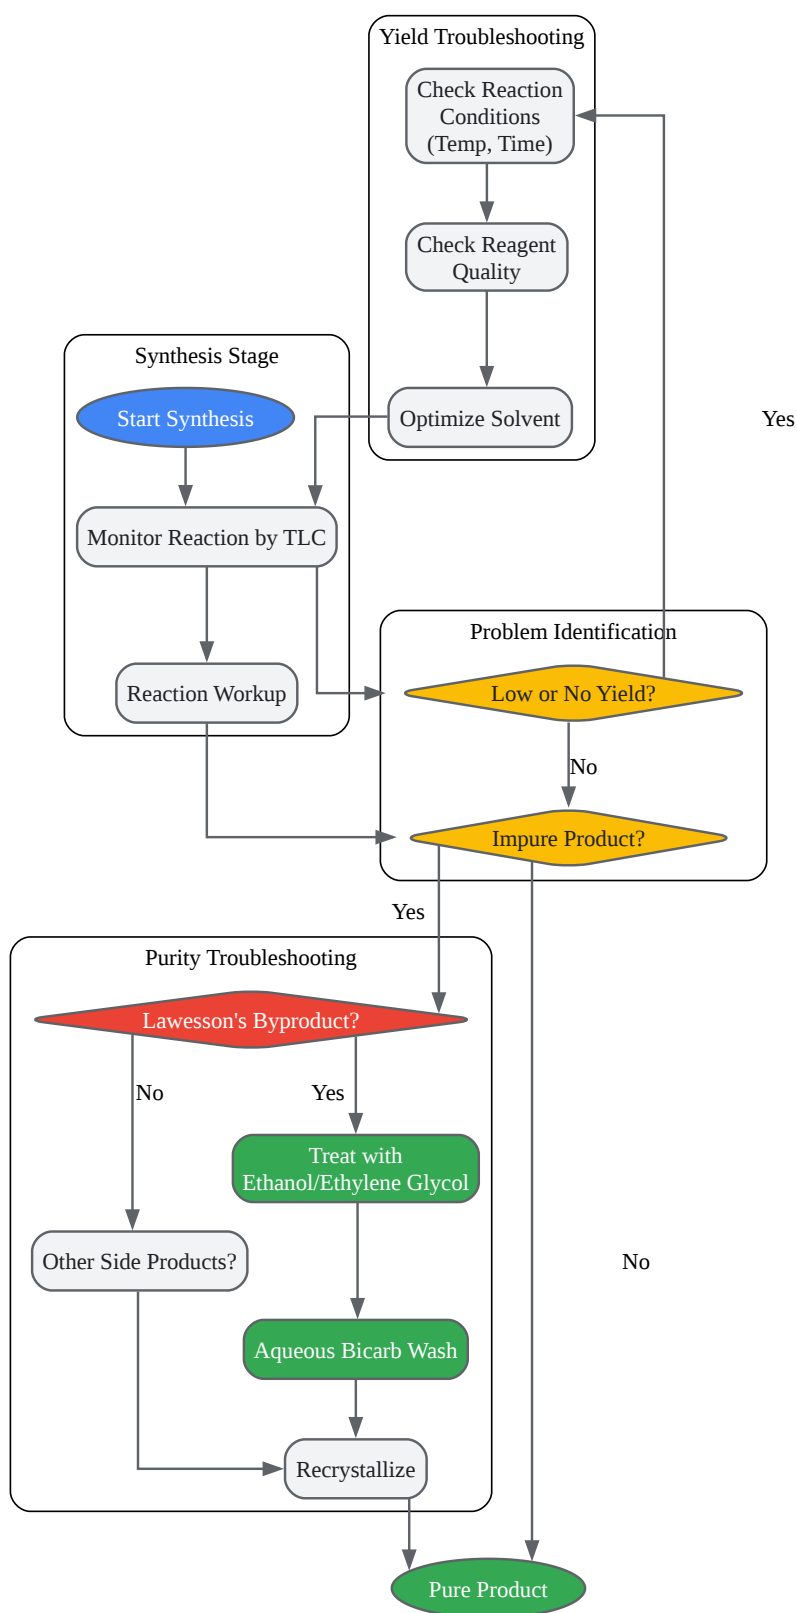 Yield Troubleshooting
Check Reaction
Conditions
(Temp, Time)
Check Reagent
Quality
Optimize Solvent
Synthesis Stage
Start Synthesis
Monitor Reaction by TLC
Reaction Workup
Yes
Problem Identification
Low or No Yield?
No
Impure Product?
Yes
Purity Troubleshooting
Lawesson's Byproduct?
No
Yes
Treat with
Ethanol/Ethylene Glycol
Other Side Products?
No
Aqueous Bicarb Wash
Recrystallize
Pure Product